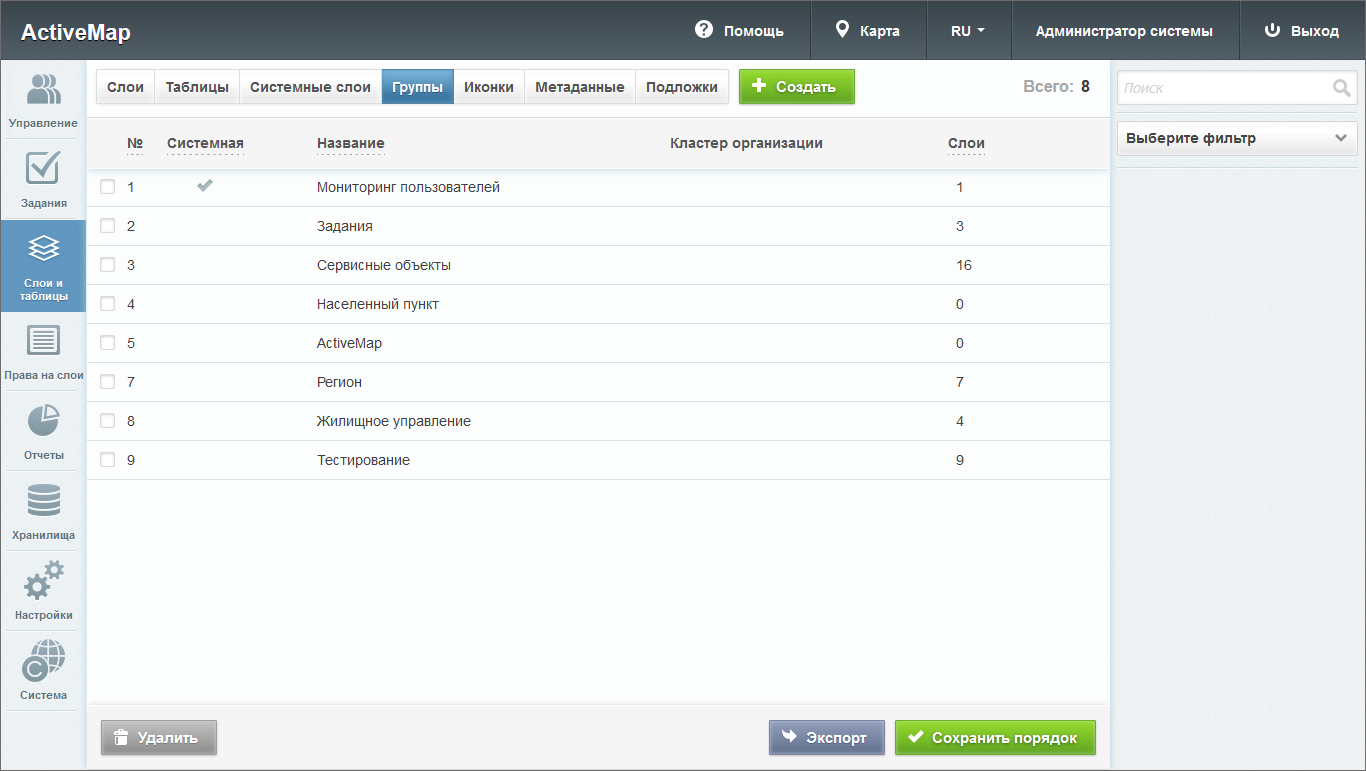 ActiveMap
Помощь
Карта
RU
Администратор системы
Выход
Управление
Задания
Слои и
таблицы
Права на слои
Отчеты
Хранилища
Настройки
Система
Слои Таблицы Системные слои Группы Иконки Метаданные Подложки Создать Всего: 8
№ Системная Название Кластер организации Слои
1 Мониторинг пользователей 1
2 Задания 3
3 Сервисные объекты 16
4 Населенный пункт 0
5 ActiveMap 0
7 Регион 7
8 Жилищное управление 4
9 Тестирование 9
Удалить Экспорт Сохранить порядок
Поиск
Выберите фильтр